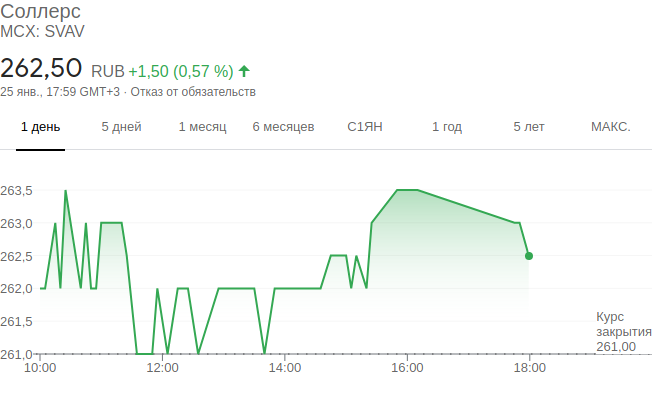 Соллерс
MCX: SVAV
262,50 RUB +1,50 (0,57 %)
25 янв., 17:59 GMT+3 · Отказ от обязательств
1 день 5 дней 1 месяц 6 месяцев С1ЯН 1 год 5 лет МАКС.
263,5
263,0
262,5
262,0
261,5
261,0
Курс
закрытия
261,00
10:00 12:00 14:00 16:00 18:00